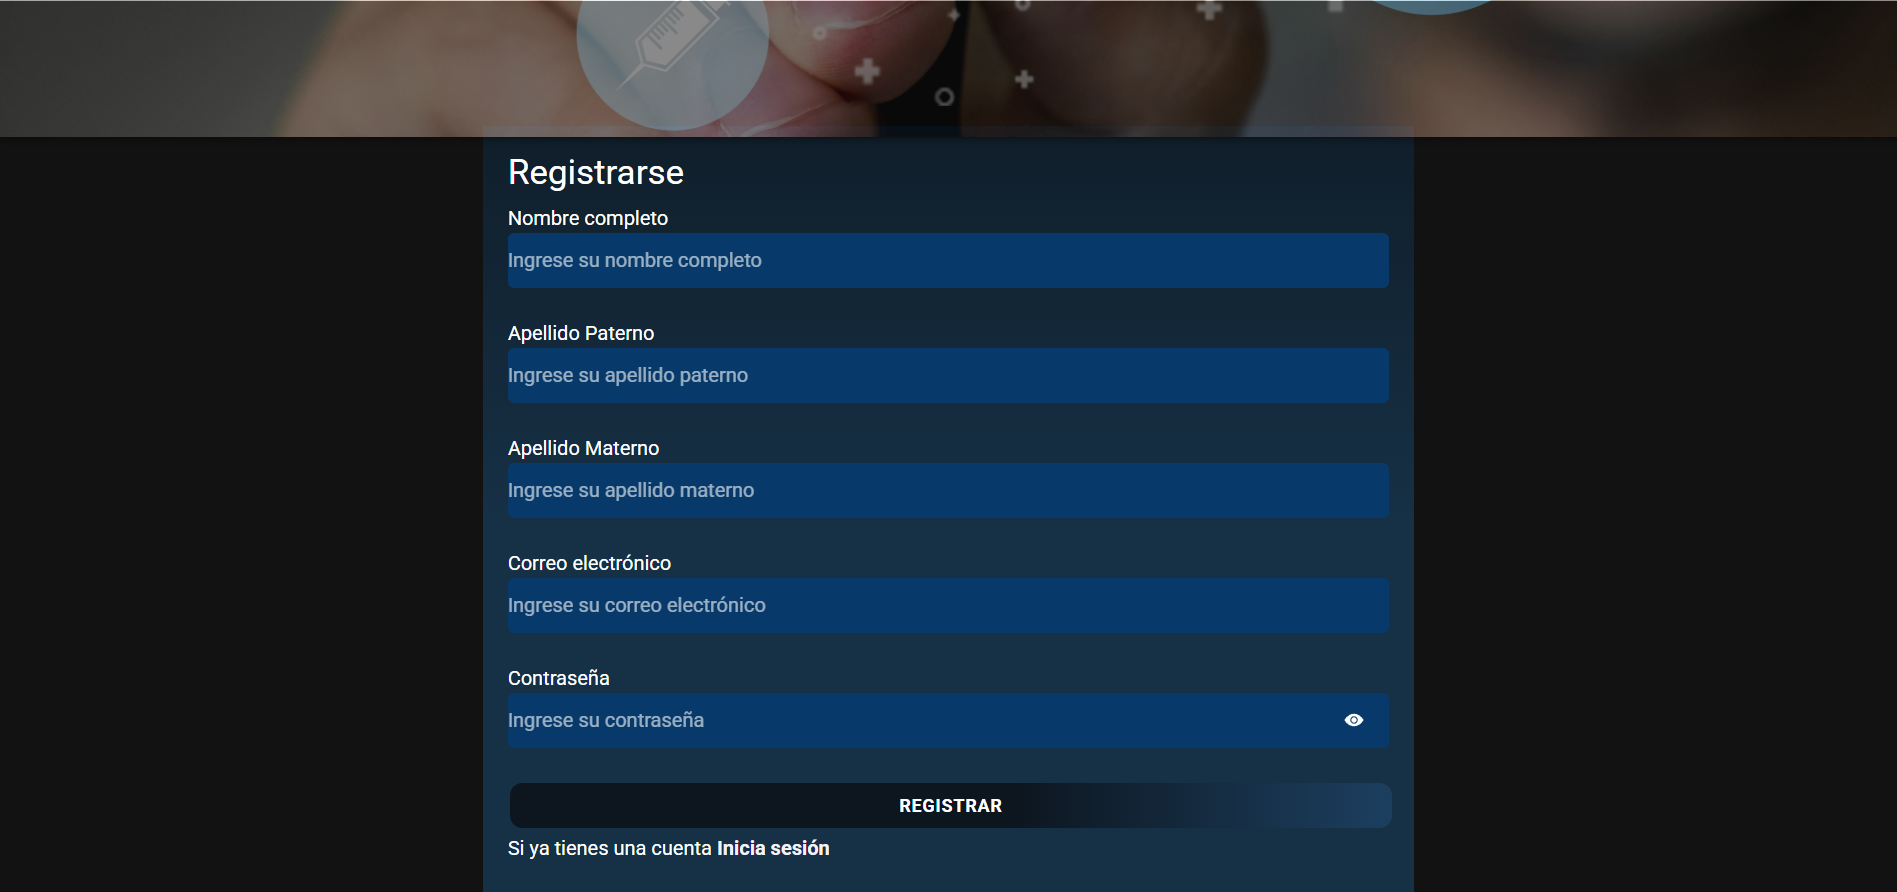 Registrarse
Nombre completo
Ingrese su nombre completo
Apellido Paterno
Ingrese su apellido paterno
Apellido Materno
Ingrese su apellido materno
Correo electrónico
Ingrese su correo electrónico
Contraseña
Ingrese su contraseña
REGISTRAR
Si ya tienes una cuenta Inicia sesión